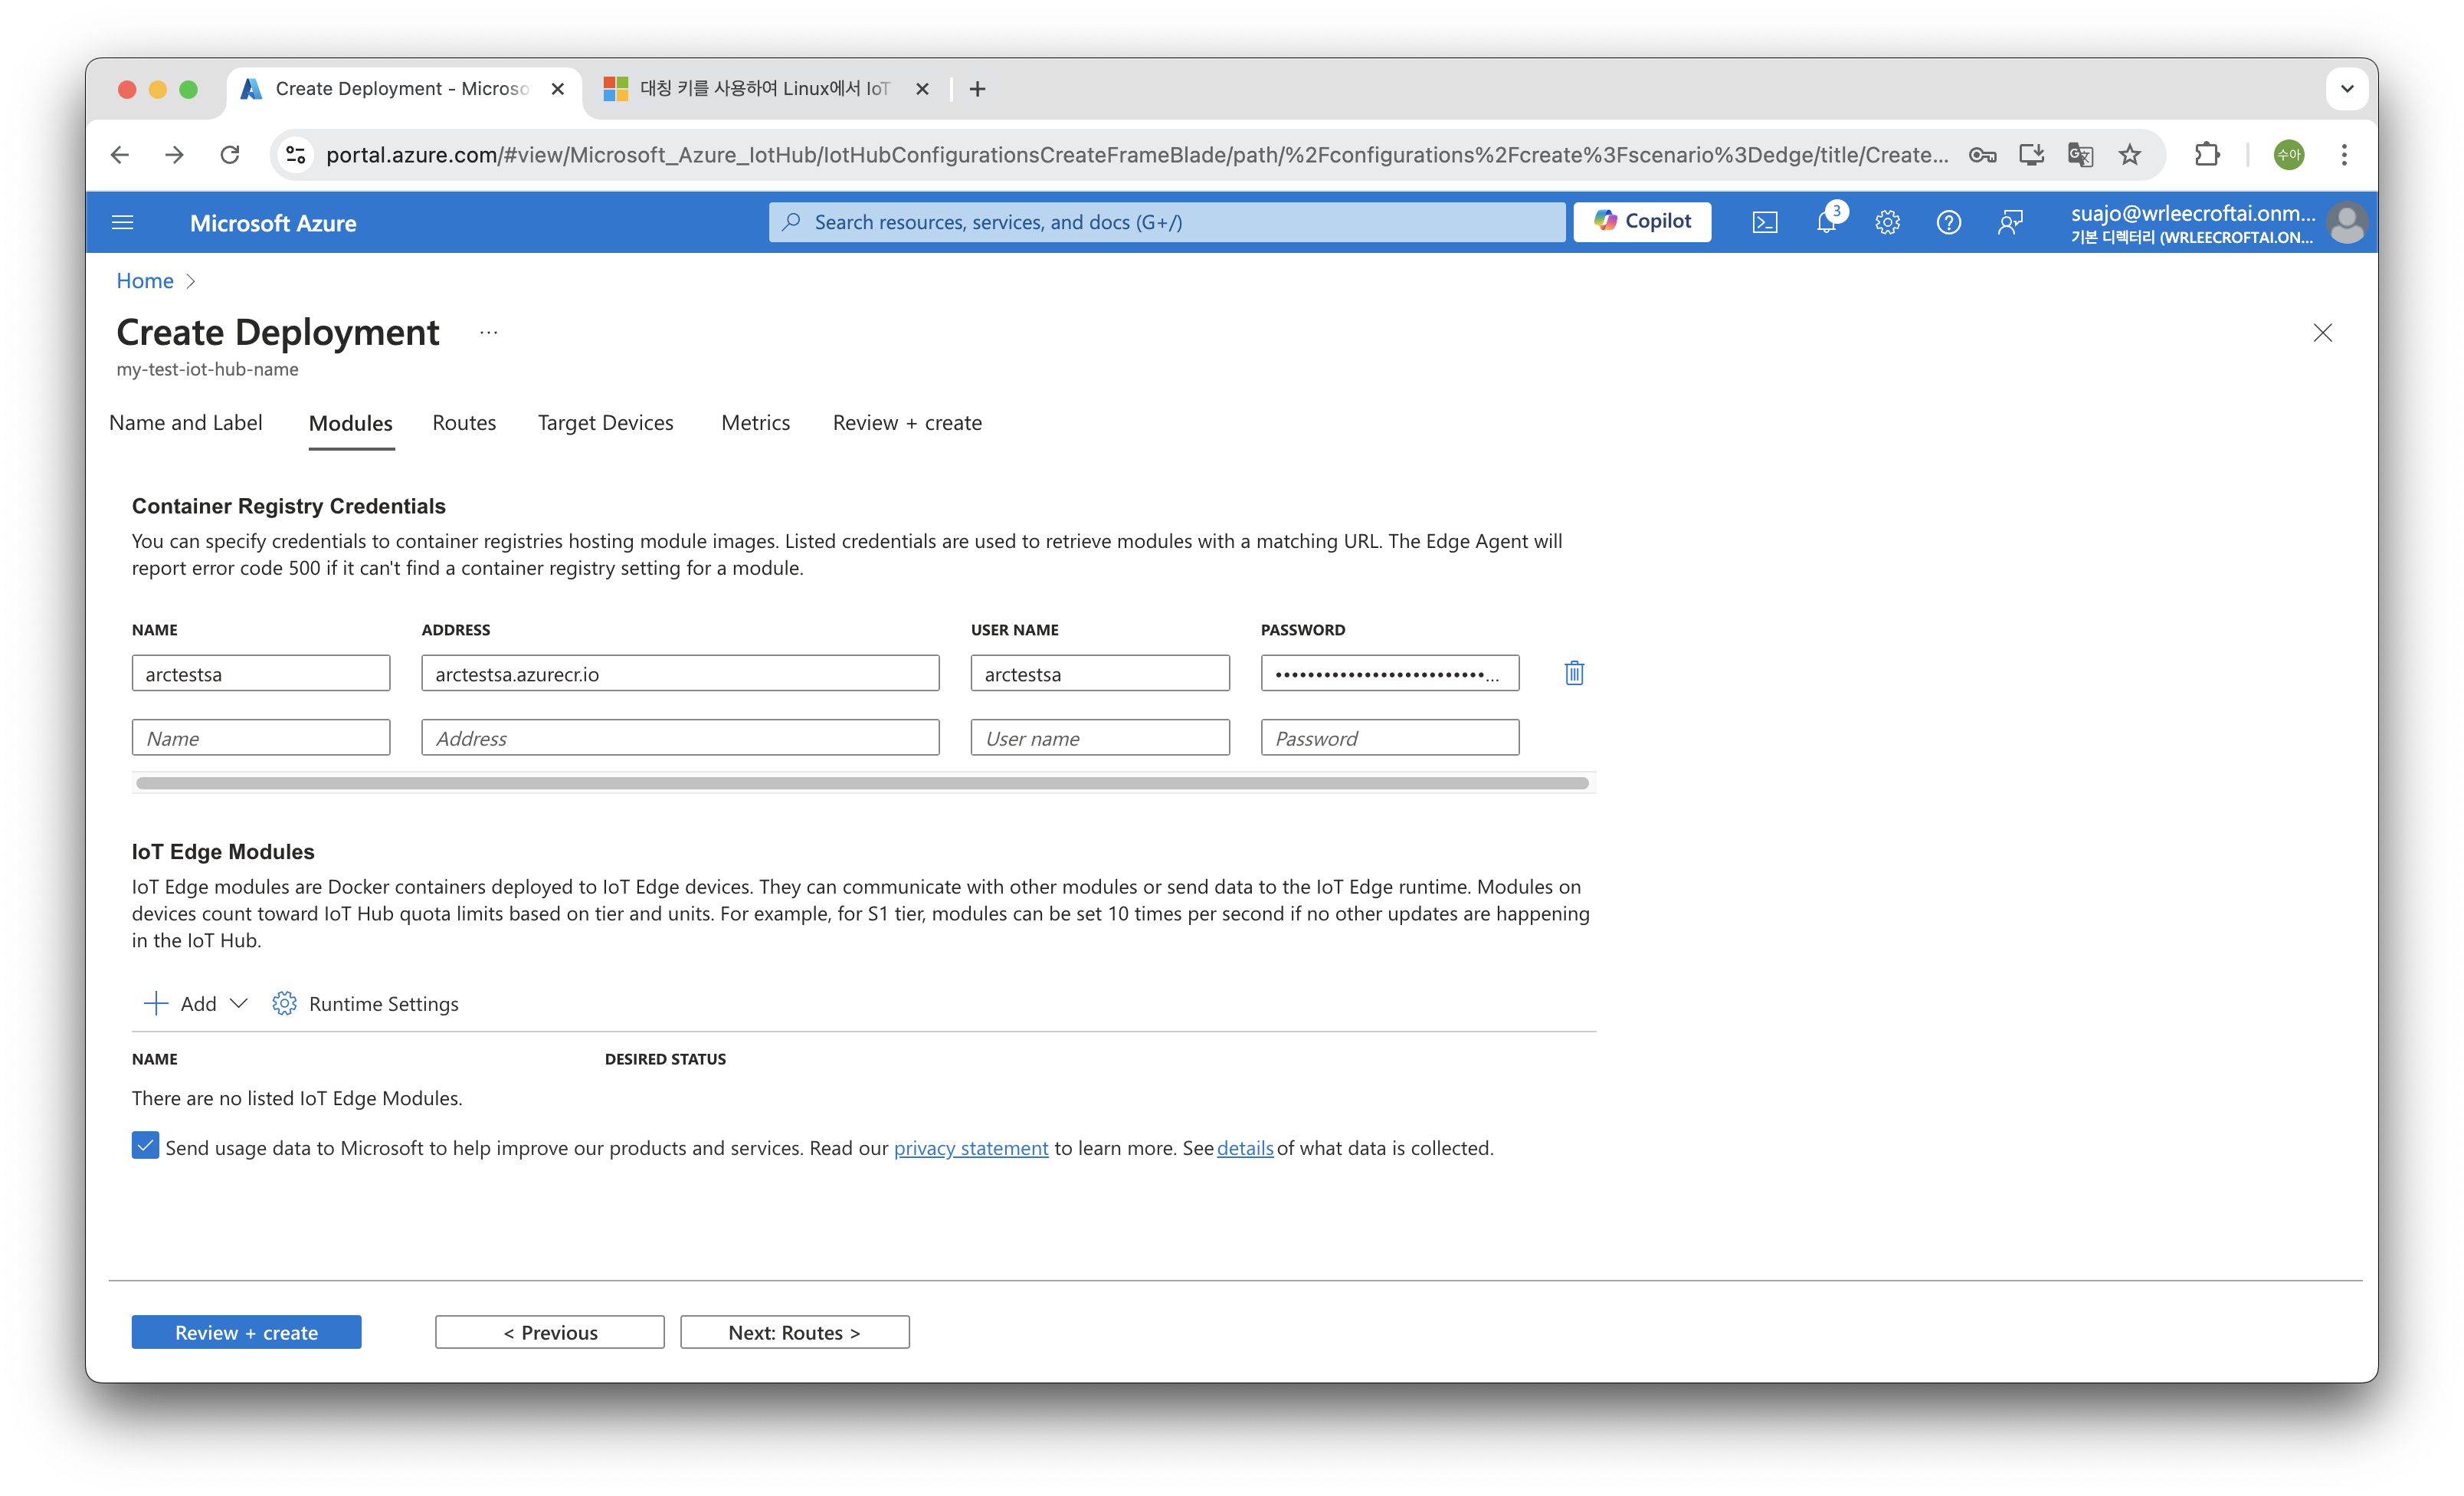 Create Deployment - Microso
대칭 키를 사용하여 Linux에서 IoT
portal.azure.com/#view/Microsoft_Azure_IotHub/IotHubConfigurationsCreateFrameBlade/path/%2Fconfigurations%2Fcreate%3Fscenario%3Dedge/title/Create...
수아
Microsoft Azure
Search resources, services, and docs (G+/)
Copilot
3
suajo@wrleecroftai.onm...
기본 디렉터리 (WRLEECROFTAI.ON...
Home >
Create Deployment ...
my-test-iot-hub-name
Name and Label Modules Routes Target Devices Metrics Review + create
Container Registry Credentials
You can specify credentials to container registries hosting module images. Listed credentials are used to retrieve modules with a matching URL. The Edge Agent will
report error code 500 if it can't find a container registry setting for a module.
NAME ADDRESS USER NAME PASSWORD
arctestsa arctestsa.azurecr.io arctestsa ••••••••••••••••••••••••••...
Name Address User name Password
IoT Edge Modules
IoT Edge modules are Docker containers deployed to IoT Edge devices. They can communicate with other modules or send data to the IoT Edge runtime. Modules on
devices count toward IoT Hub quota limits based on tier and units. For example, for S1 tier, modules can be set 10 times per second if no other updates are happening
in the IoT Hub.
Add Runtime Settings
NAME DESIRED STATUS
There are no listed IoT Edge Modules.
Send usage data to Microsoft to help improve our products and services. Read our privacy statement to learn more. See details of what data is collected.
Review + create < Previous Next: Routes >